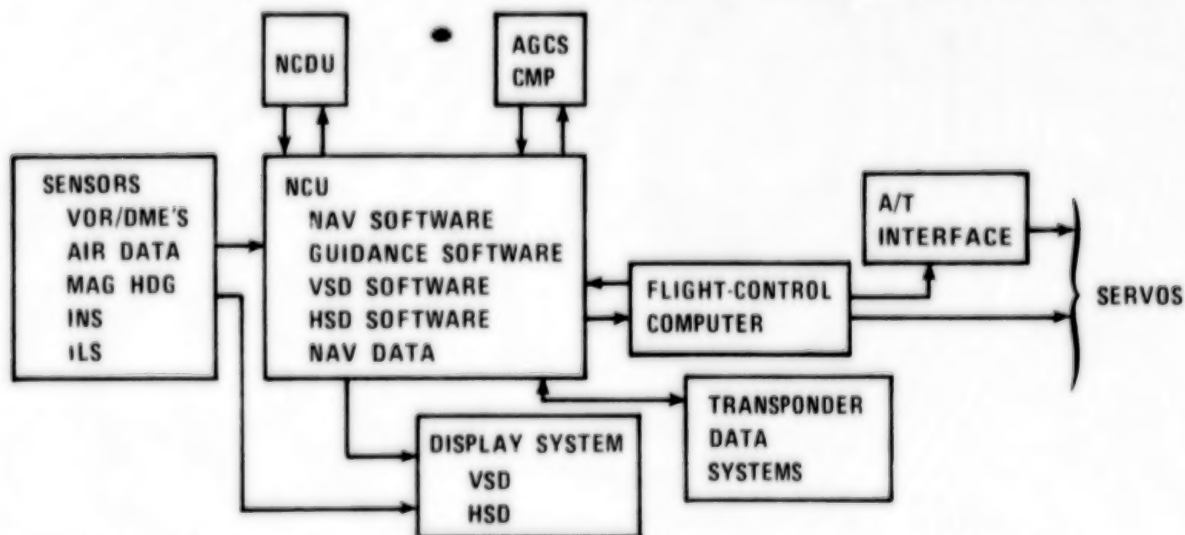 NCDU
AGCS
CMP
SENSORS
VOR/DME'S
AIR DATA
MAG HDG
INS
ILS
NCU
NAV SOFTWARE
GUIDANCE SOFTWARE
VSD SOFTWARE
HSD SOFTWARE
NAV DATA
FLIGHT-CONTROL
COMPUTER
A/T
INTERFACE
SERVOS
TRANSPONDER
DATA
SYSTEMS
DISPLAY SYSTEM
VSD
HSD